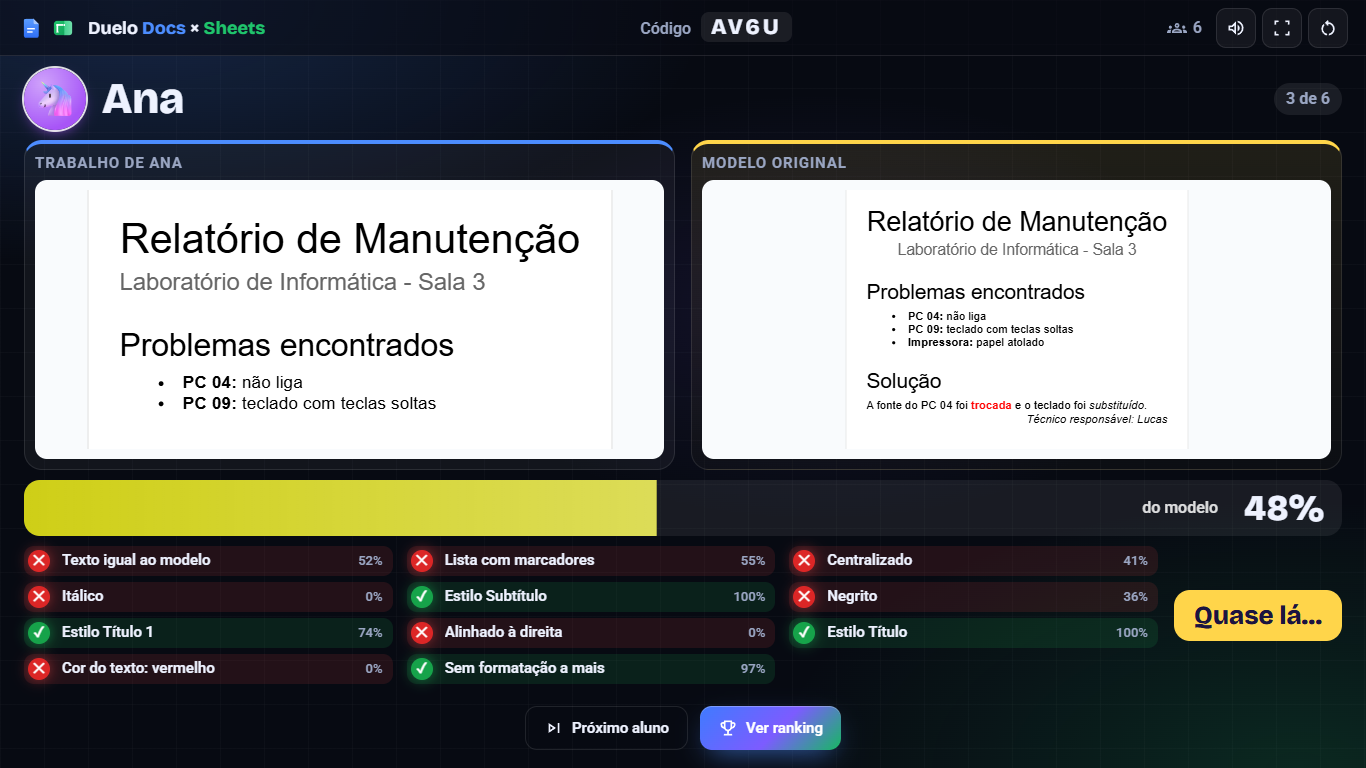 Duelo Docs × Sheets
Código AV6U
6
Ana
3 de 6
TRABALHO DE ANA
Relatório de Manutenção
Laboratório de Informática - Sala 3
Problemas encontrados
• PC 04: não liga
• PC 09: teclado com teclas soltas
MODELO ORIGINAL
Relatório de Manutenção
Laboratório de Informática - Sala 3
Problemas encontrados
• PC 04: não liga
• PC 09: teclado com teclas soltas
• Impressora: papel atolado
Solução
A fonte do PC 04 foi trocada e o teclado foi substituído.
Técnico responsável: Lucas
do modelo 48%
Texto igual ao modelo 52%
Lista com marcadores 55%
Centralizado 41%
Itálico 0%
Estilo Subtítulo 100%
Negrito 36%
Estilo Título 1 74%
Alinhado à direita 0%
Estilo Título 100%
Cor do texto: vermelho 0%
Sem formatação a mais 97%
Quase lá...
Próximo aluno
Ver ranking